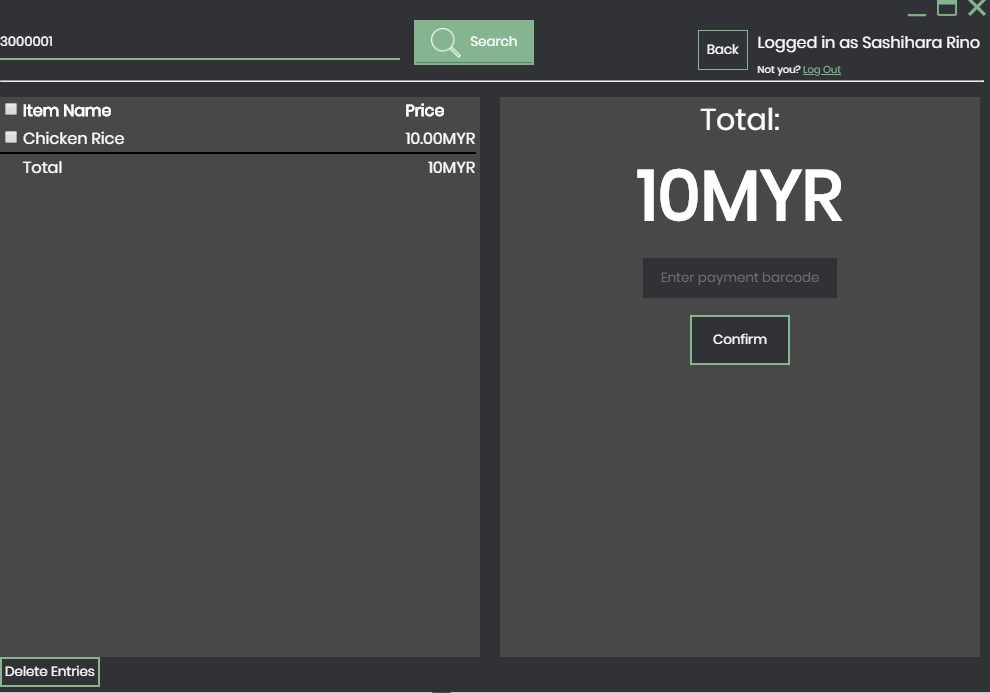 3000001
Search
Back
Logged in as Sashihara Rino
Not you? Log Out
Item Name Price
Chicken Rice 10.00MYR
Total 10MYR
Total:
10MYR
Enter payment barcode
Confirm
Delete Entries